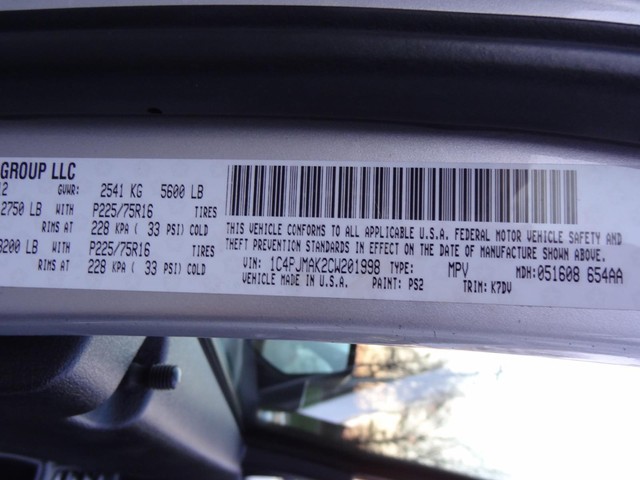 GROUP LLC
GVWR: 2541 KG 5600 LB
2750 LB WITH P225/75R16 TIRES
RIMS AT 228 KPA ( 33 PSI) COLD
3200 LB WITH P225/75R16 TIRES
RIMS AT 228 KPA ( 33 PSI) COLD
THIS VEHICLE CONFORMS TO ALL APPLICABLE U.S.A. FEDERAL MOTOR VEHICLE SAFETY AND
THEFT PREVENTION STANDARDS IN EFFECT ON THE DATE OF MANUFACTURE SHOWN ABOVE.
VIN: 1C4PJMAK2CW201998 TYPE: MPV MDH:051608 654AA
VEHICLE MADE IN U.S.A. PAINT: PS2 TRIM: K7DV